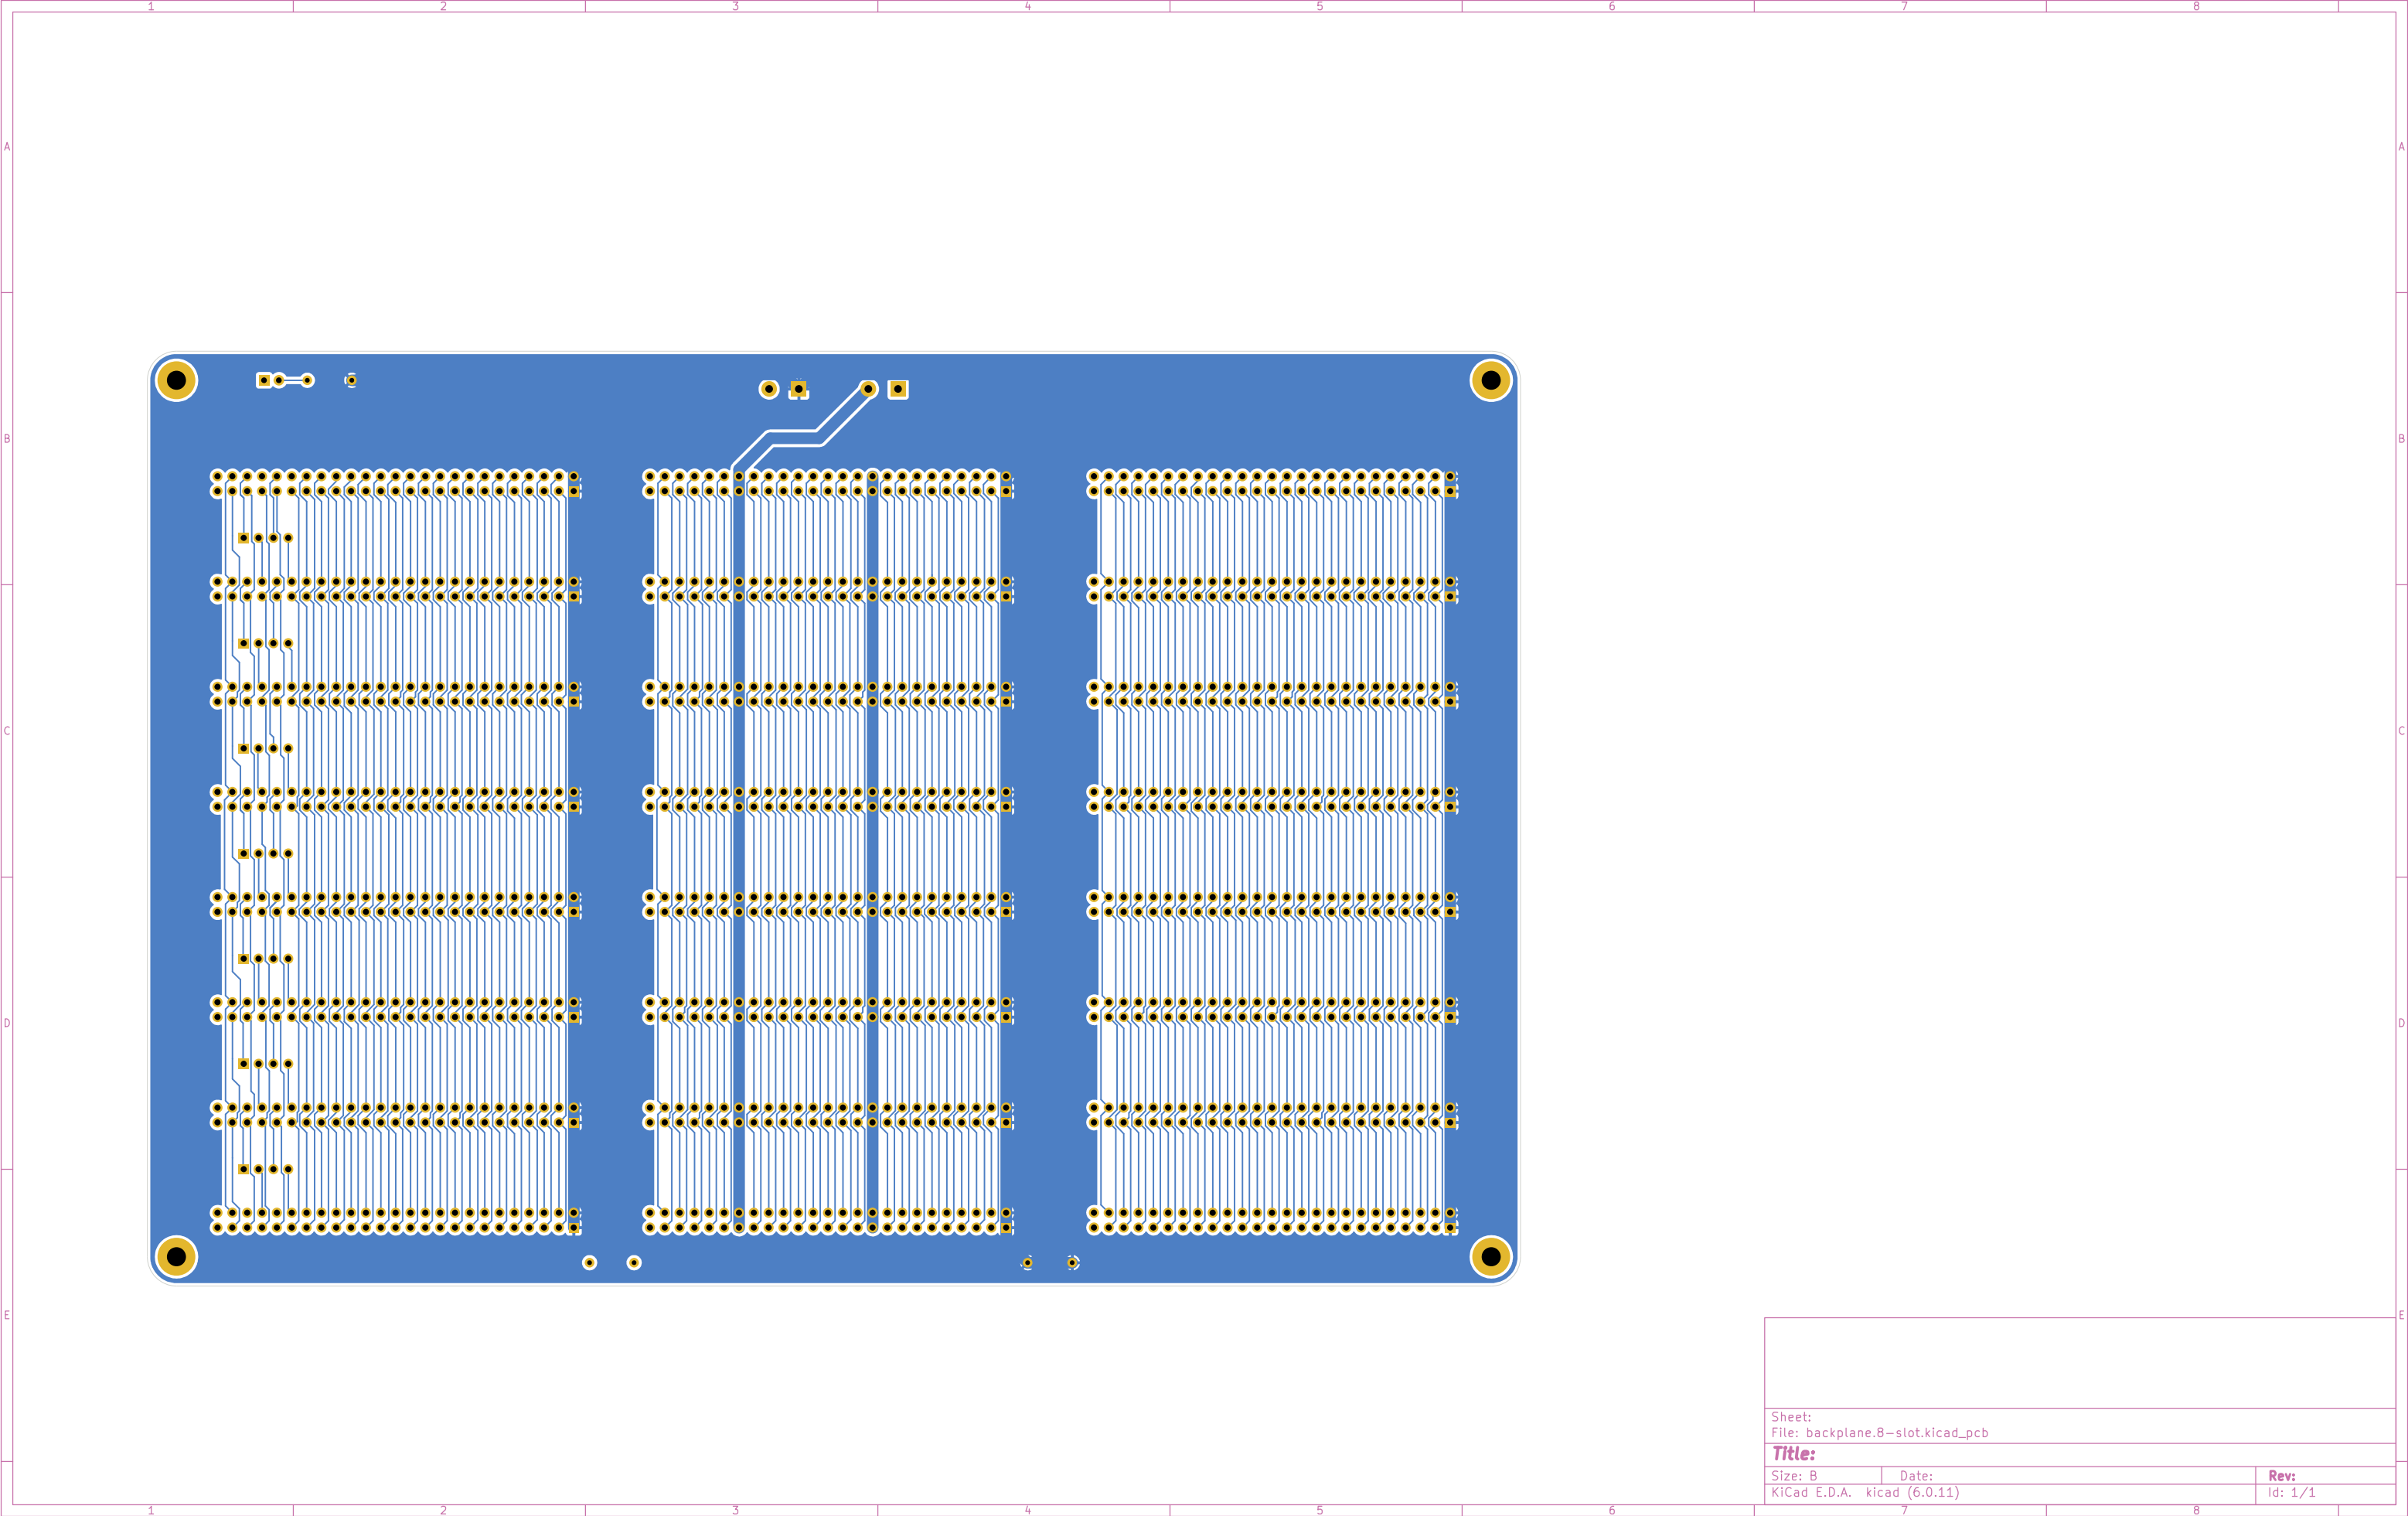 1 2 3 4 5 6 7 8
A A
B B
C C
D D
E E
Sheet:
File: backplane.8-slot.kicad_pcb
Title:
Size: B Date: Rev:
KiCad E.D.A. kicad (6.0.11) Id: 1/1
1 2 3 4 5 6 7 8